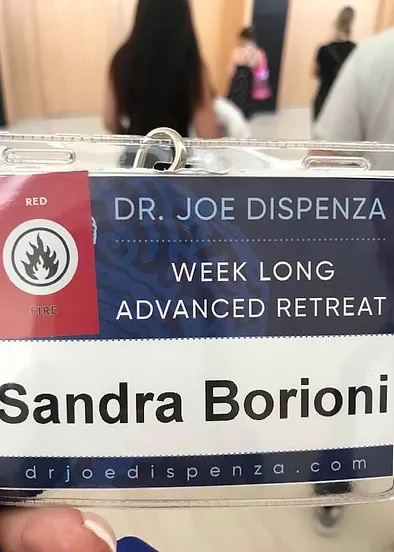 RED
FIRE
DR. JOE DISPENZA
WEEK LONG
ADVANCED RETREAT
Sandra Borioni
drjoedispenza.com